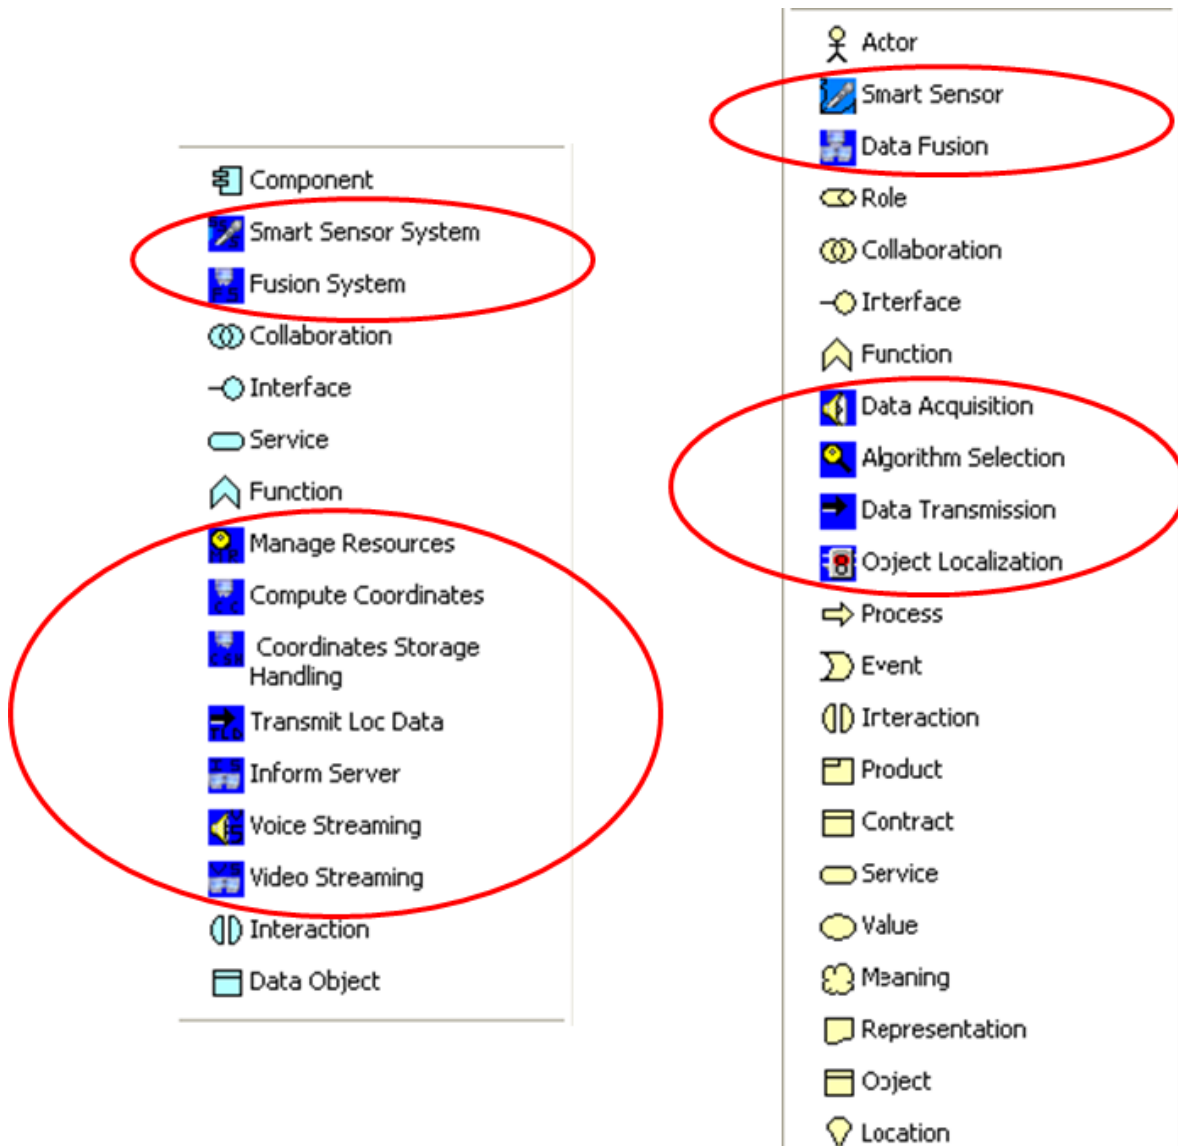 Component
Smart Sensor System
Fusion System
Collaboration
Interface
Service
Function
Manage Resources
Compute Coordinates
Coordinates Storage
Handling
Transmit Loc Data
Inform Server
Voice Streaming
Video Streaming
Interaction
Data Object
Actor
Smart Sensor
Data Fusion
Role
Collaboration
Interface
Function
Data Acquisition
Algorithm Selection
Data Transmission
Object Localization
Process
Event
Interaction
Product
Contract
Service
Value
Meaning
Representation
Object
Location